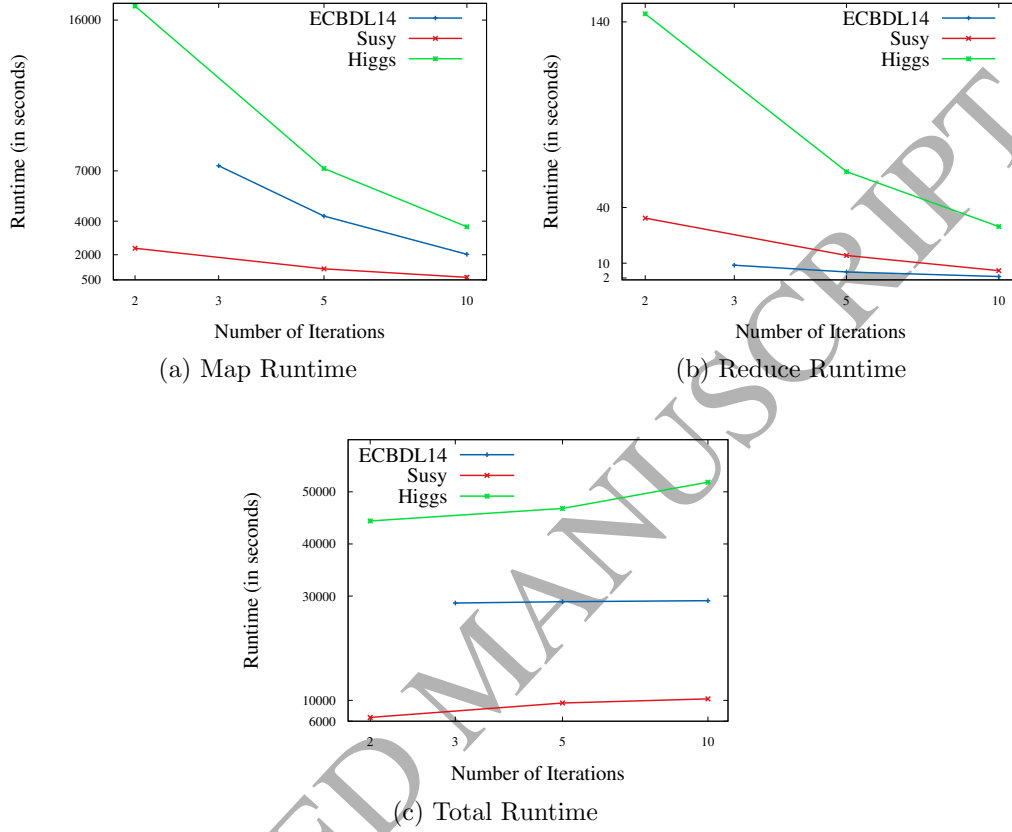 16000
7000
4000
2000
500
Runtime (in seconds)
ECBDL14
Susy
Higgs
2 3 5 10
Number of Iterations
(a) Map Runtime
140
40
10
2
Runtime (in seconds)
ECBDL14
Susy
Higgs
2 3 5 10
Number of Iterations
(b) Reduce Runtime
50000
40000
30000
10000
6000
Runtime (in seconds)
ECBDL14
Susy
Higgs
2 3 5 10
Number of Iterations
(c) Total Runtime
ED MANUSCRIPT